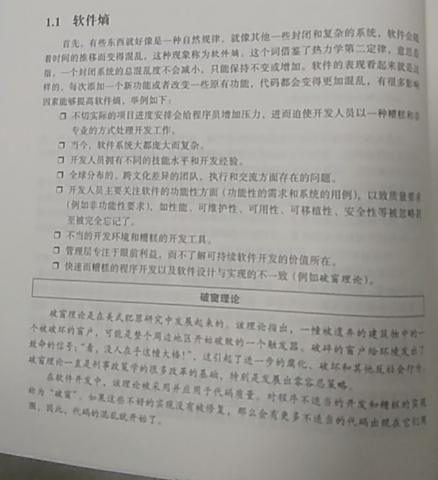 1.1 软件熵
首先，有些东西就好像是一种自然规律，就像其他一些封闭和复杂的系统，软件会随
着时间的推移而变得混乱，这种现象称为软件熵。这个词借鉴了热力学第二定律，意思是
指，一个封闭系统的总混乱度不会减小，只能保持不变或增加。软件的表现看起来就是这
样的，每次添加一个新功能或者改变一些原有功能，代码都会变得更加混乱，有很多影响
因素能够提高软件熵，举例如下：
❒ 不切实际的项目进度安排会给程序员增加压力，进而迫使开发人员以一种糟糕和非
专业的方式处理开发工作。
❒ 当今，软件系统大都庞大而复杂。
❒ 开发人员拥有不同的技能水平和开发经验。
❒ 全球分布的、跨文化差异的团队，执行和交流方面存在的问题。
❒ 开发人员主要关注软件的功能性方面（功能性的需求和系统的用例），以致质量要求
（例如非功能性要求），如性能、可维护性、可用性、可移植性、安全性等被忽略甚
至被完全忘记了。
❒ 不当的开发环境和糟糕的开发工具。
❒ 管理层专注于眼前利益，而不了解可持续软件开发的价值所在。
❒ 快速而糟糕的程序开发以及软件设计与实现的不一致（例如破窗理论）。
破窗理论
破窗理论是在美式犯罪研究中发展起来的。该理论指出，一幢被遗弃的建筑物中的一
个被破坏的窗户，可能是整个周边地区开始破败的一个触发器。破碎的窗户给环境发出了
致命的信号：“看，没人在乎这幢大楼！”，这引起了进一步的腐化、破坏和其他反社会行为。
破窗理论一直是刑事政策学的很多改革的基础，特别是发展出零容忍策略。
在软件开发中，该理论被采用并应用于代码质量。对程序不适当的开发和糟糕的实现
称为“破窗”。如果这些不好的实现没有被修复，那么会有更多不适当的代码出现在它们周
围。因此，代码的混乱就开始了。